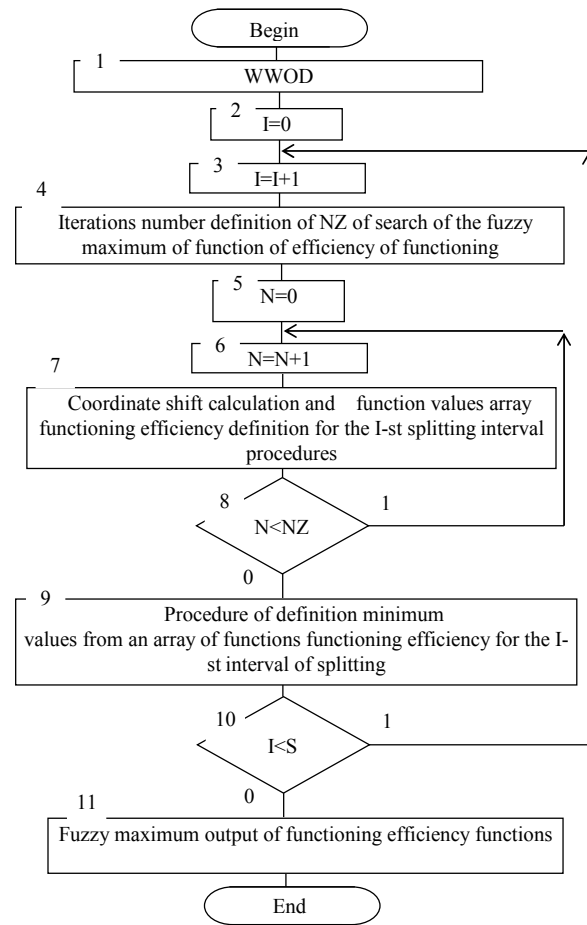 Begin
1
WWOD
2
I=0
3
I=I+1
4
Iterations number definition of NZ of search of the fuzzy
maximum of function of efficiency of functioning
5
N=0
6
N=N+1
7
Coordinate shift calculation and function values array
functioning efficiency definition for the I-st splitting interval
procedures
8
1
N<NZ
0
9
Procedure of definition minimum
values from an array of functions functioning efficiency for the I-
st interval of splitting
10
1
I<S
0
11
Fuzzy maximum output of functioning efficiency functions
End